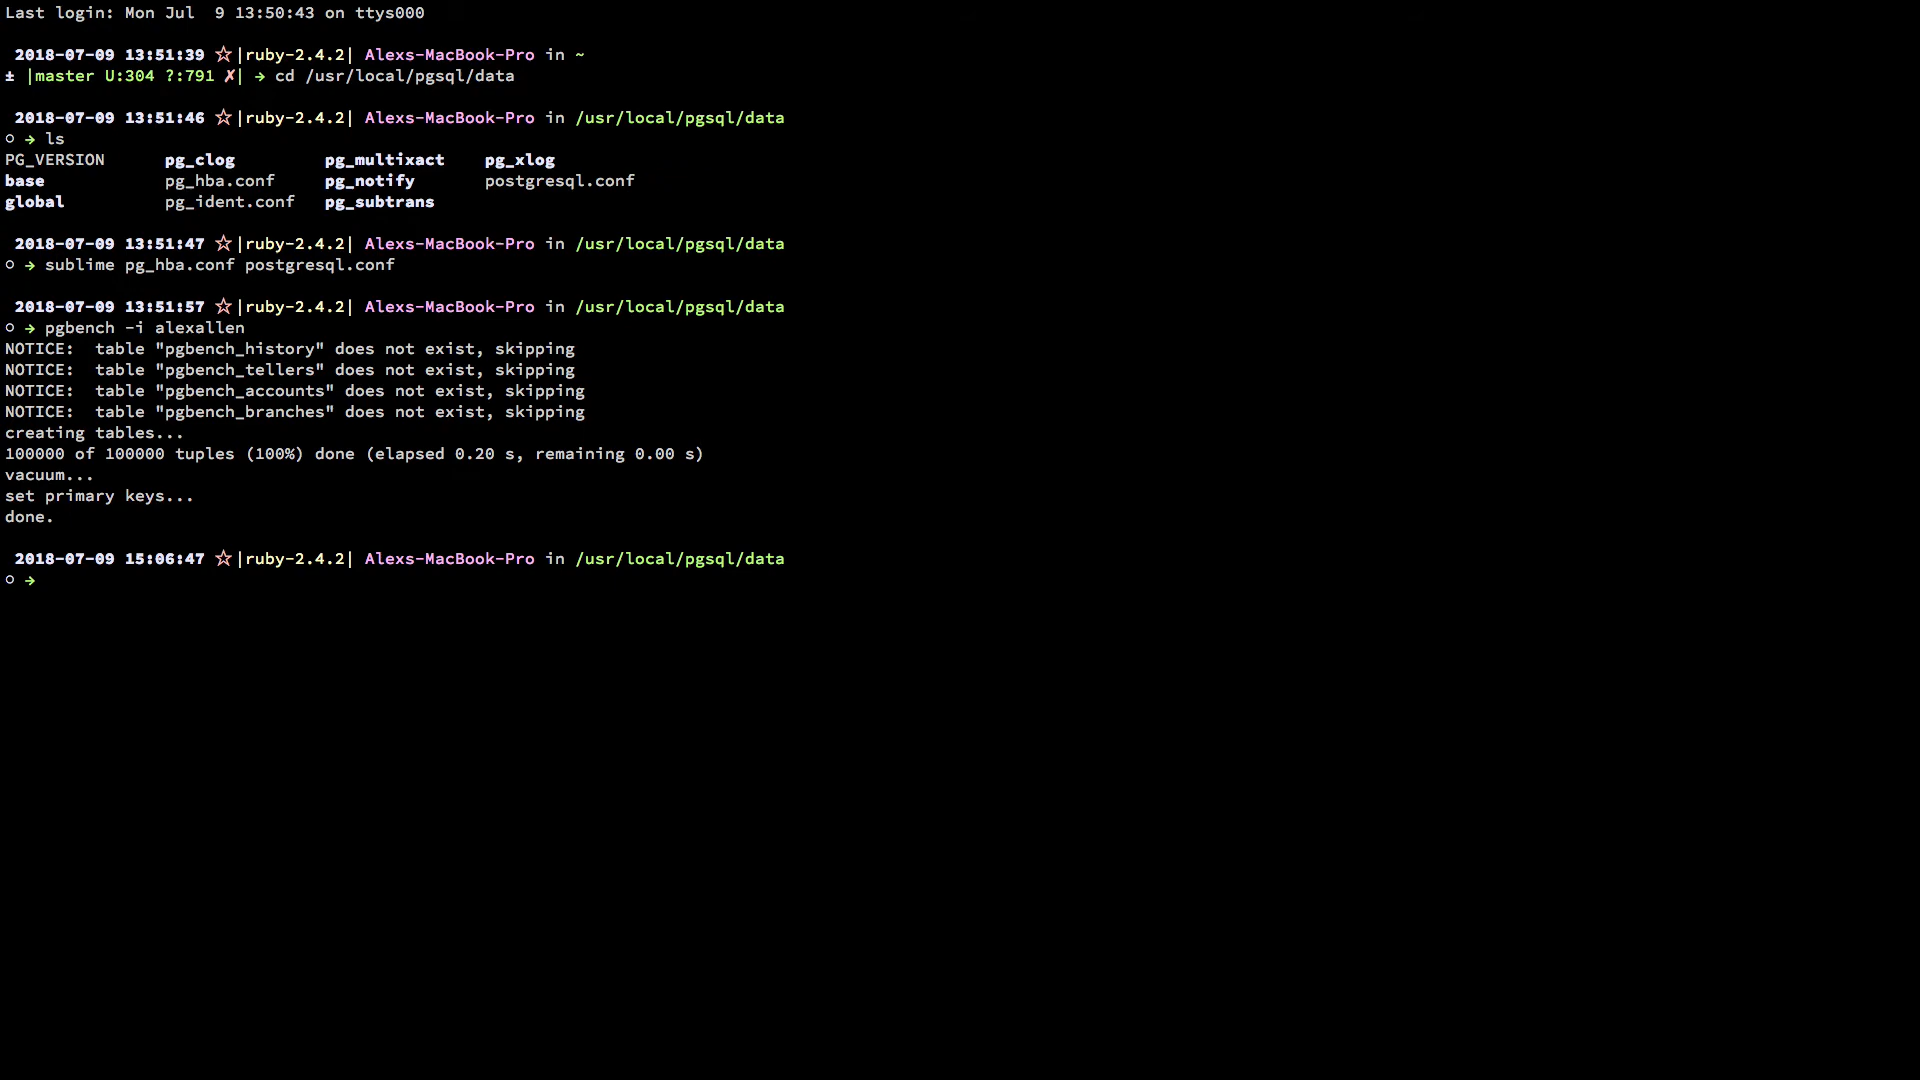 Last login: Mon Jul  9 13:50:43 on ttys000
 2018-07-09 13:51:39 ☆|ruby-2.4.2| Alexs-MacBook-Pro in ~
± |master U:304 ?:791 ✗| → cd /usr/local/pgsql/data
 2018-07-09 13:51:46 ☆|ruby-2.4.2| Alexs-MacBook-Pro in /usr/local/pgsql/data
○ → ls
PG_VERSION      pg_clog         pg_multixact    pg_xlog
base            pg_hba.conf     pg_notify       postgresql.conf
global          pg_ident.conf   pg_subtrans
 2018-07-09 13:51:47 ☆|ruby-2.4.2| Alexs-MacBook-Pro in /usr/local/pgsql/data
○ → sublime pg_hba.conf postgresql.conf
 2018-07-09 13:51:57 ☆|ruby-2.4.2| Alexs-MacBook-Pro in /usr/local/pgsql/data
○ → pgbench -i alexallen
NOTICE:  table "pgbench_history" does not exist, skipping
NOTICE:  table "pgbench_tellers" does not exist, skipping
NOTICE:  table "pgbench_accounts" does not exist, skipping
NOTICE:  table "pgbench_branches" does not exist, skipping
creating tables...
100000 of 100000 tuples (100%) done (elapsed 0.20 s, remaining 0.00 s)
vacuum...
set primary keys...
done.
 2018-07-09 15:06:47 ☆|ruby-2.4.2| Alexs-MacBook-Pro in /usr/local/pgsql/data
○ →